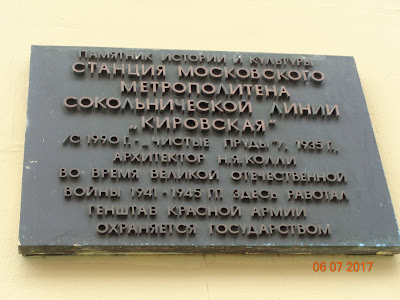 ПАМЯТНИК ИСТОРИИ И КУЛЬТУРЫ
СТАНЦИЯ МОСКОВСКОГО
МЕТРОПОЛИТЕНА
СОКОЛЬНИЧЕСКОЙ ЛИНИИ
„КИРОВСКАЯ"
/С 1990 Г.-„ЧИСТЫЕ ПРУДЫ"/, 1935 Г.,
АРХИТЕКТОР Н.Я.КОЛЛИ
ВО ВРЕМЯ ВЕЛИКОЙ ОТЕЧЕСТВЕННОЙ
ВОЙНЫ 1941-1945 ГГ. ЗДЕСЬ РАБОТАЛ
ГЕНШТАБ КРАСНОЙ АРМИИ
ОХРАНЯЕТСЯ ГОСУДАРСТВОМ
06 07 2017